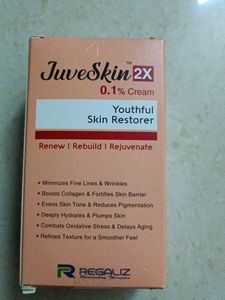 JuveSkin™ 2X
0.1% Cream
Youthful
Skin Restorer
Renew | Rebuild | Rejuvenate
• Minimizes Fine Lines & Wrinkles
• Boosts Collagen & Fortifies Skin Barrier
• Evens Skin Tone & Reduces Pigmentation
• Deeply Hydrates & Plumps Skin
• Combats Oxidative Stress & Delays Aging
• Refines Texture for a Smoother Feel
REGALIZ